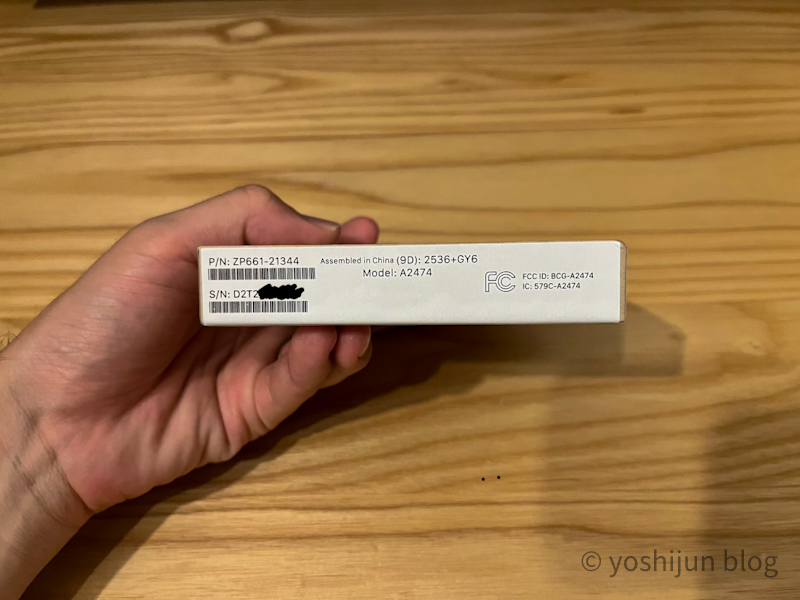 P/N: ZP661-21344
Assembled in China (9D): 2536+GY6
Model: A2474
FCC ID: BCG-A2474
IC: 579C-A2474
S/N: D2T2
© yoshijun blog